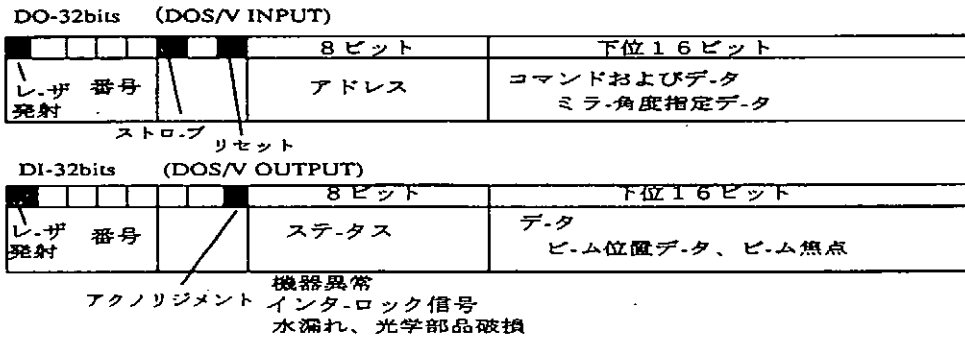 DO-32bits (DOS/V INPUT)
8ビット 下位16ビット
レ-ザ 番号 アドレス コマンドおよびデ-タ
発射 ミラ-角度指定デ-タ
ストロ-ブ
リセット
DI-32bits (DOS/V OUTPUT)
8ビット 下位16ビット
レ-ザ 番号 ステ-タス デ-タ
発射 ビ-ム位置デ-タ、ビ-ム焦点
アクノリジメント
機器異常
インタ-ロック信号
水漏れ、光学部品破損